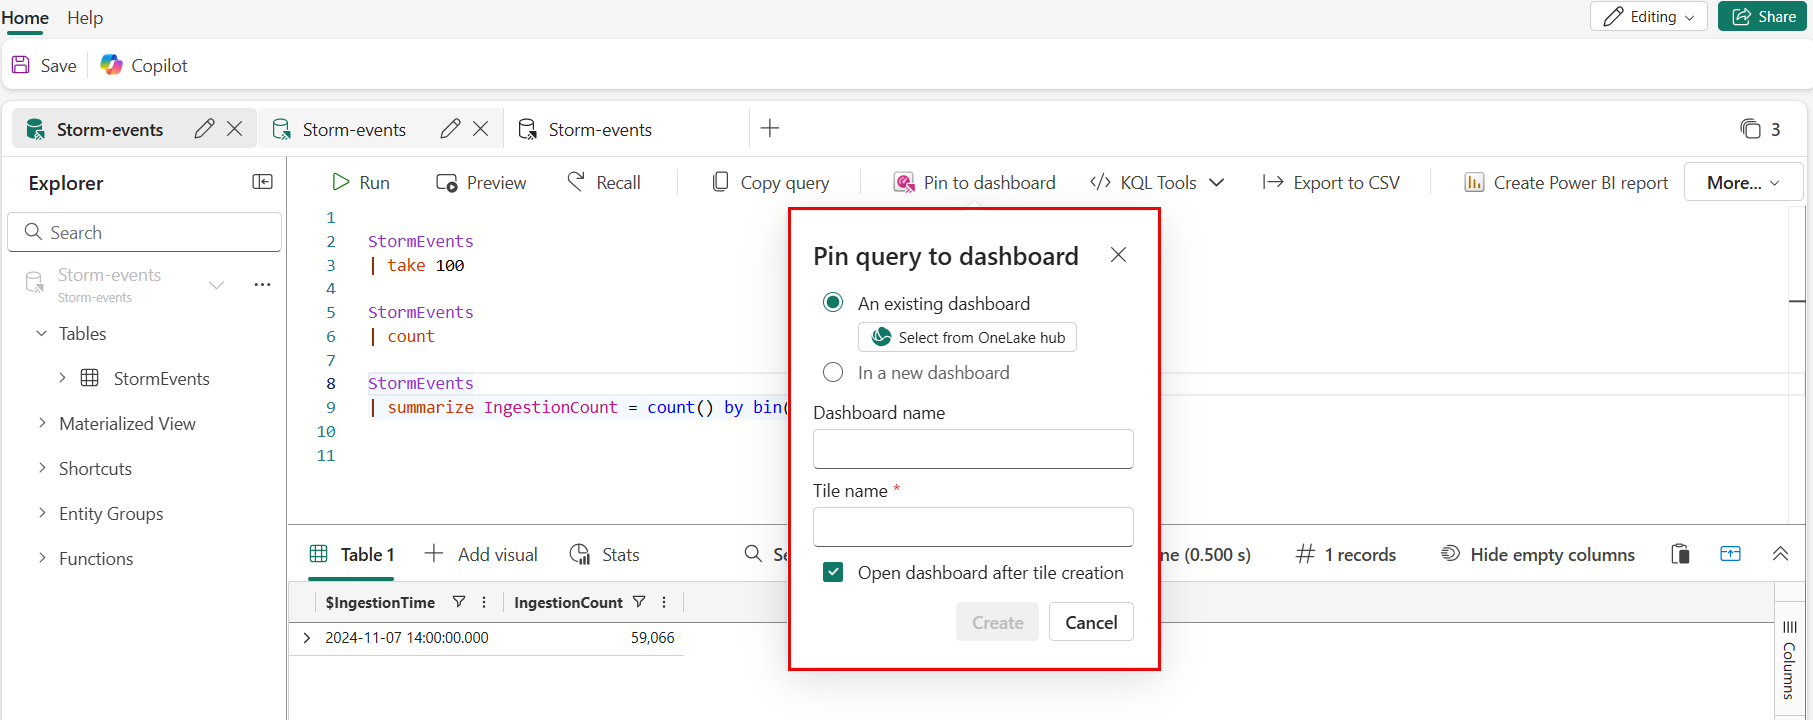 Home Help Editing Share
Save Copilot
Storm-events Storm-events Storm-events 3
Explorer Run Preview Recall Copy query Pin to dashboard KQL Tools Export to CSV Create Power BI report More...
Search
Storm-events
Storm-events
Tables
StormEvents
Materialized View
Shortcuts
Entity Groups
Functions
1
2 StormEvents
3 | take 100
4
5 StormEvents
6 | count
7
8 StormEvents
9 | summarize IngestionCount = count() by bin(
10
11
Pin query to dashboard
An existing dashboard
Select from OneLake hub
In a new dashboard
Dashboard name
Tile name *
Open dashboard after tile creation
Create Cancel
Table 1 Add visual Stats (0.500 s) 1 records Hide empty columns
$IngestionTime IngestionCount
2024-11-07 14:00:00.000 59,066
Columns